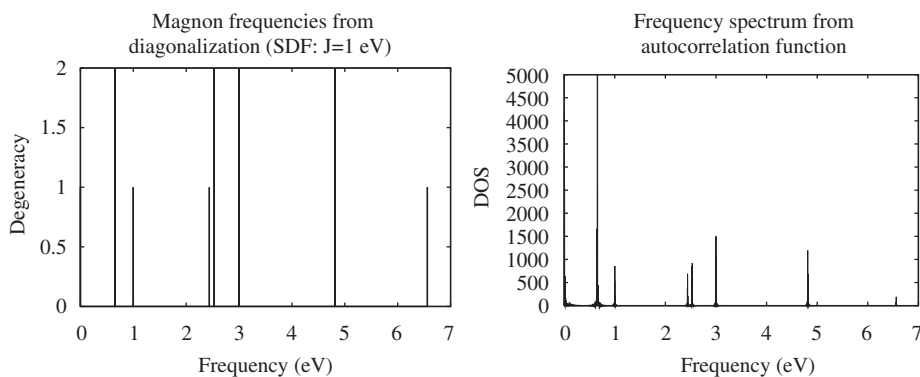 Magnon frequencies from
diagonalization (SDF: J=1 eV)
2
1.5
1
0.5
0
Degeneracy
0 1 2 3 4 5 6 7
Frequency (eV)
Frequency spectrum from
autocorrelation function
5000
4500
4000
3500
3000
2500
2000
1500
1000
500
0
DOS
0 1 2 3 4 5 6 7
Frequency (eV)